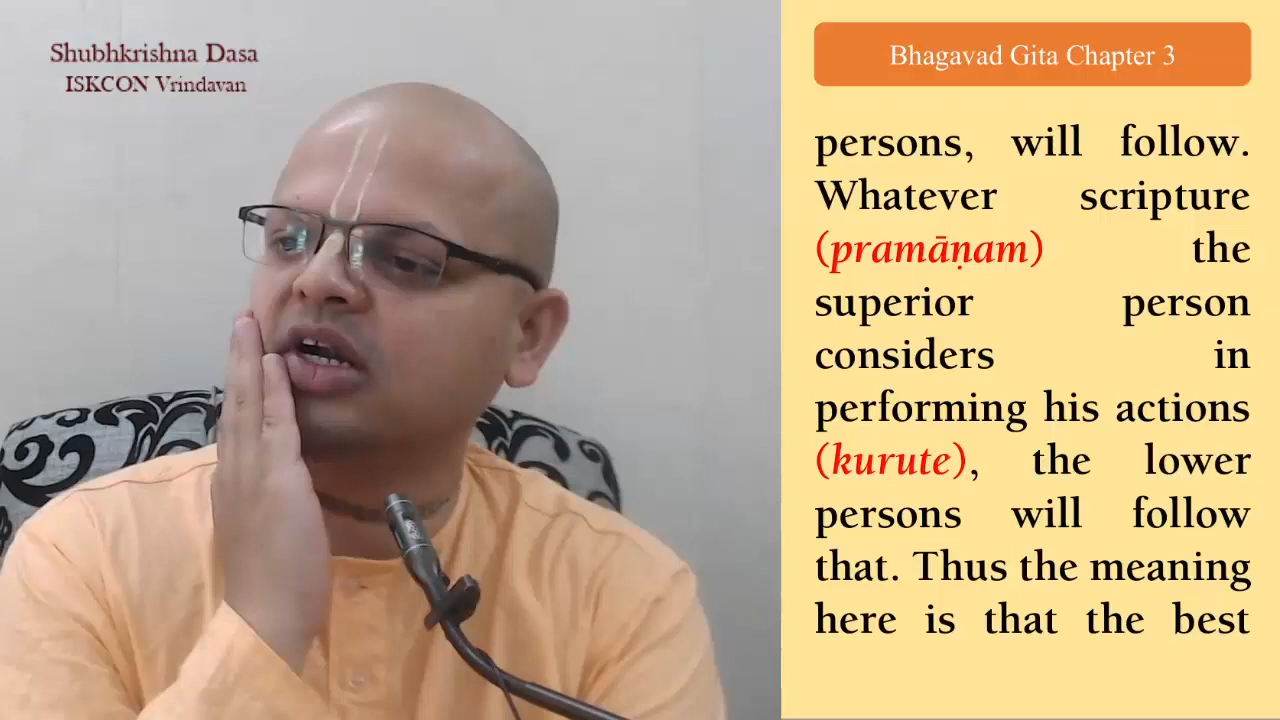 Shubhkrishna Dasa
ISKCON Vrindavan
Bhagavad Gita Chapter 3
persons, will follow.
Whatever scripture
(pramāṇam) the
superior person
considers in
performing his actions
(kurute), the lower
persons will follow
that. Thus the meaning
here is that the best